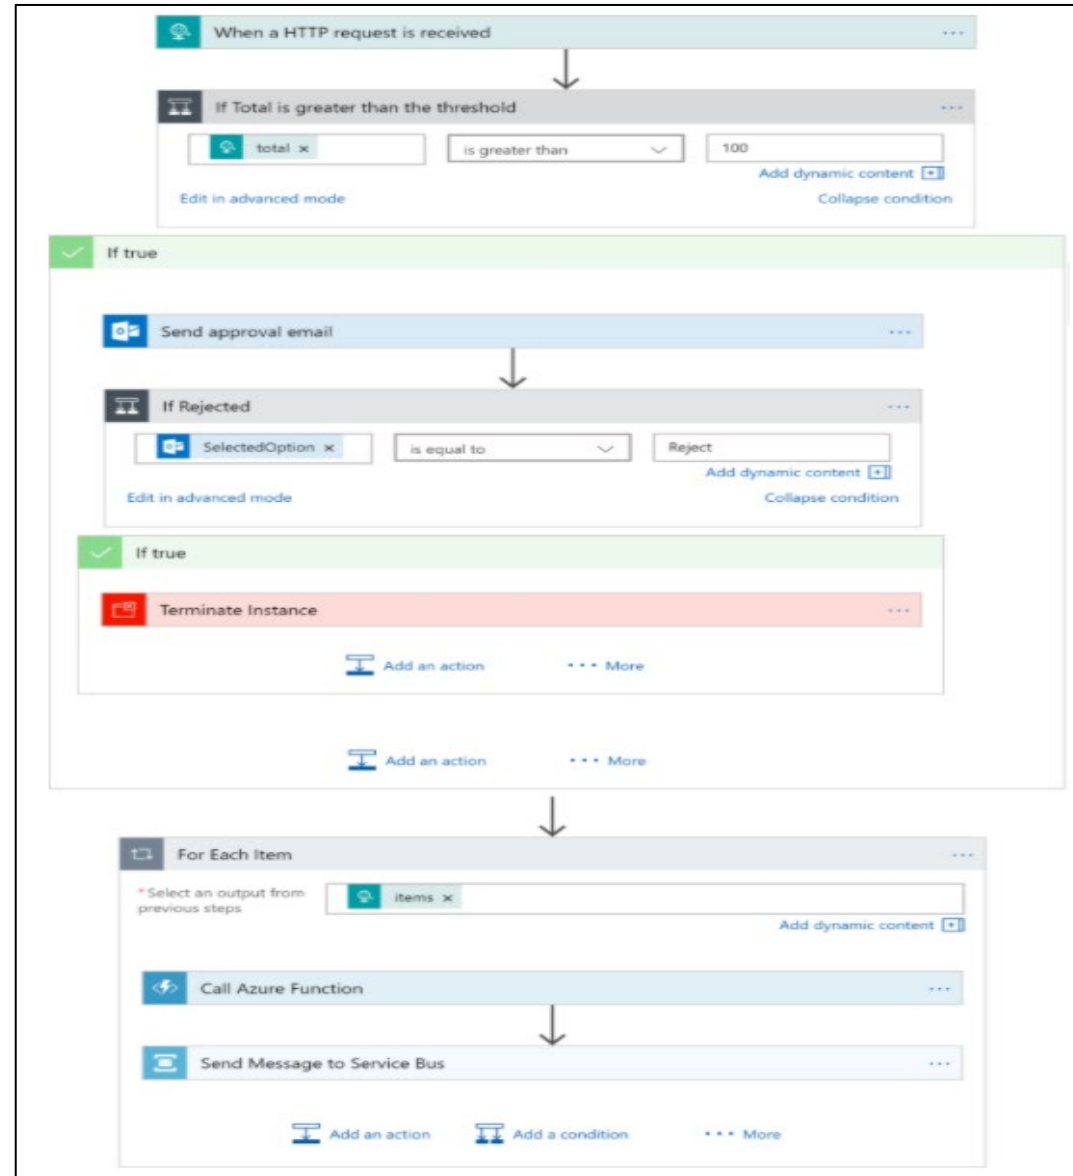 When a HTTP request is received
If Total is greater than the threshold
total × is greater than 100
Add dynamic content
Edit in advanced mode Collapse condition
If true
Send approval email
If Rejected
SelectedOption × is equal to Reject
Add dynamic content
Edit in advanced mode Collapse condition
If true
Terminate Instance
Add an action ··· More
Add an action ··· More
For Each Item
*Select an output from
previous steps
items ×
Add dynamic content
Call Azure Function
Send Message to Service Bus
Add an action Add a condition ··· More